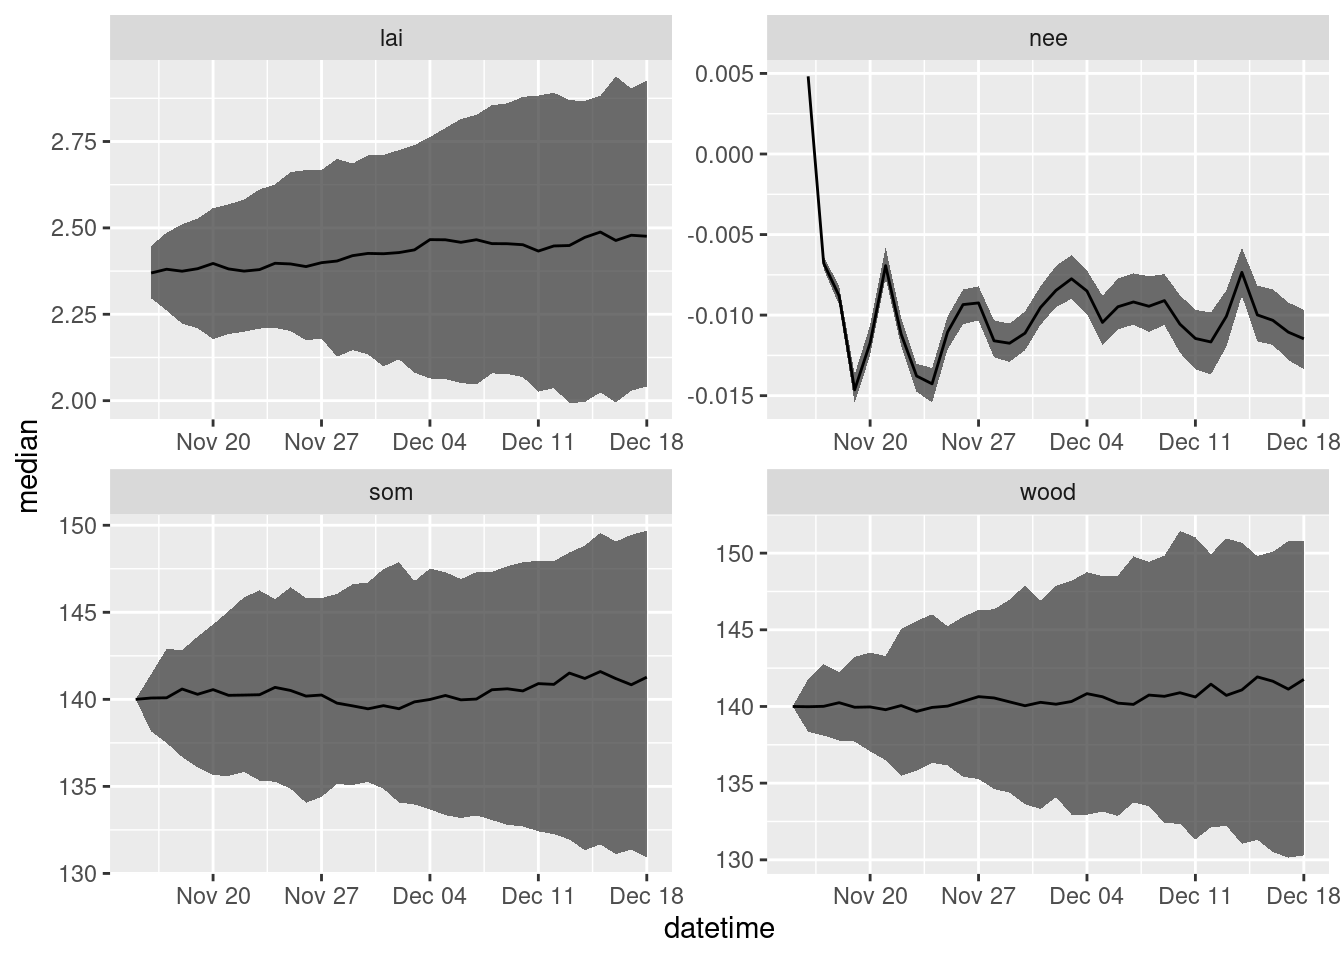 lai
nee
2.75
2.50
2.25
2.00
0.005
0.000
-0.005
-0.010
-0.015
Nov 20 Nov 27 Dec 04 Dec 11 Dec 18
Nov 20 Nov 27 Dec 04 Dec 11 Dec 18
median
som
wood
150
145
140
135
130
150
145
140
135
130
Nov 20 Nov 27 Dec 04 Dec 11 Dec 18
Nov 20 Nov 27 Dec 04 Dec 11 Dec 18
datetime